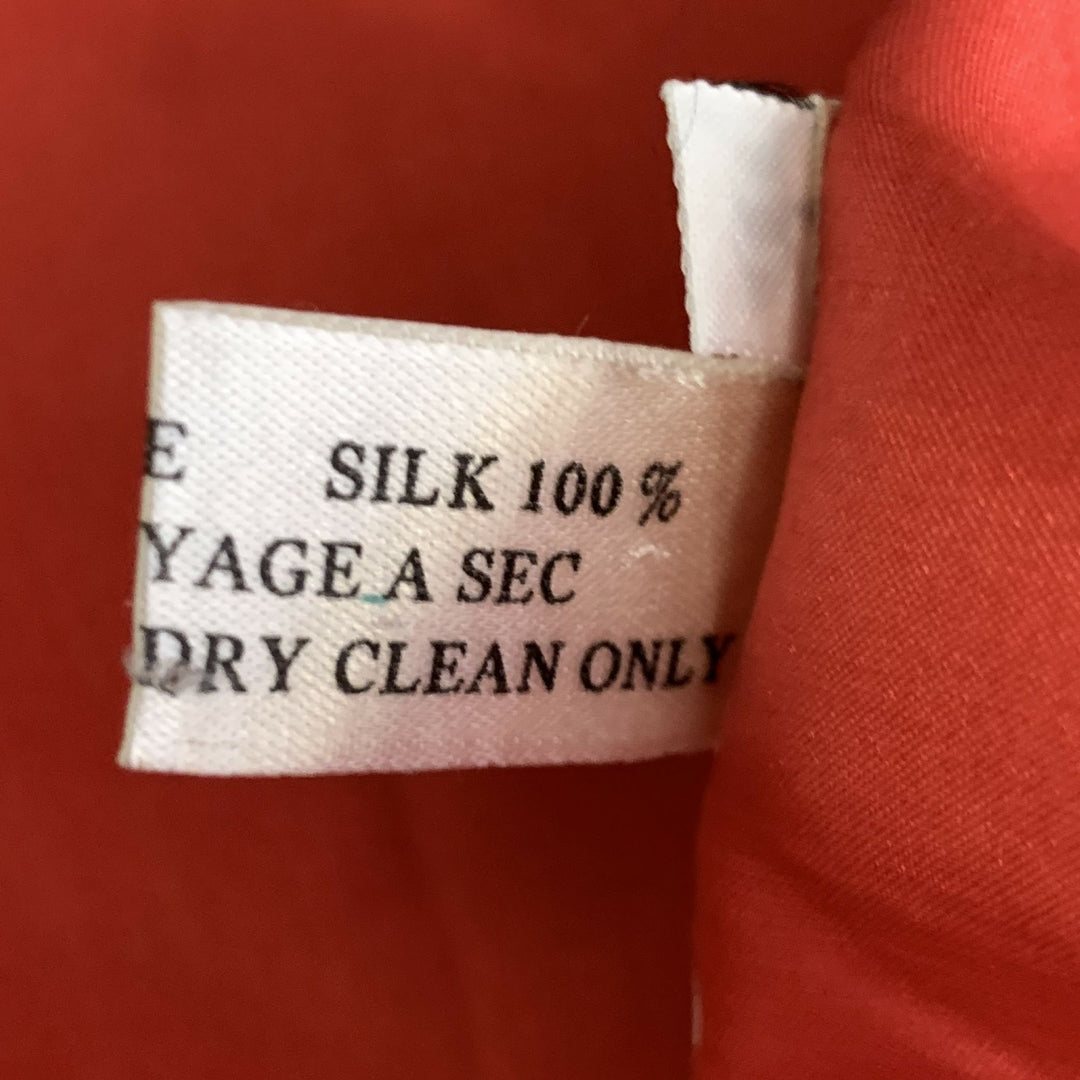 E SILK 100 %
YAGE A SEC
DRY CLEAN ONLY